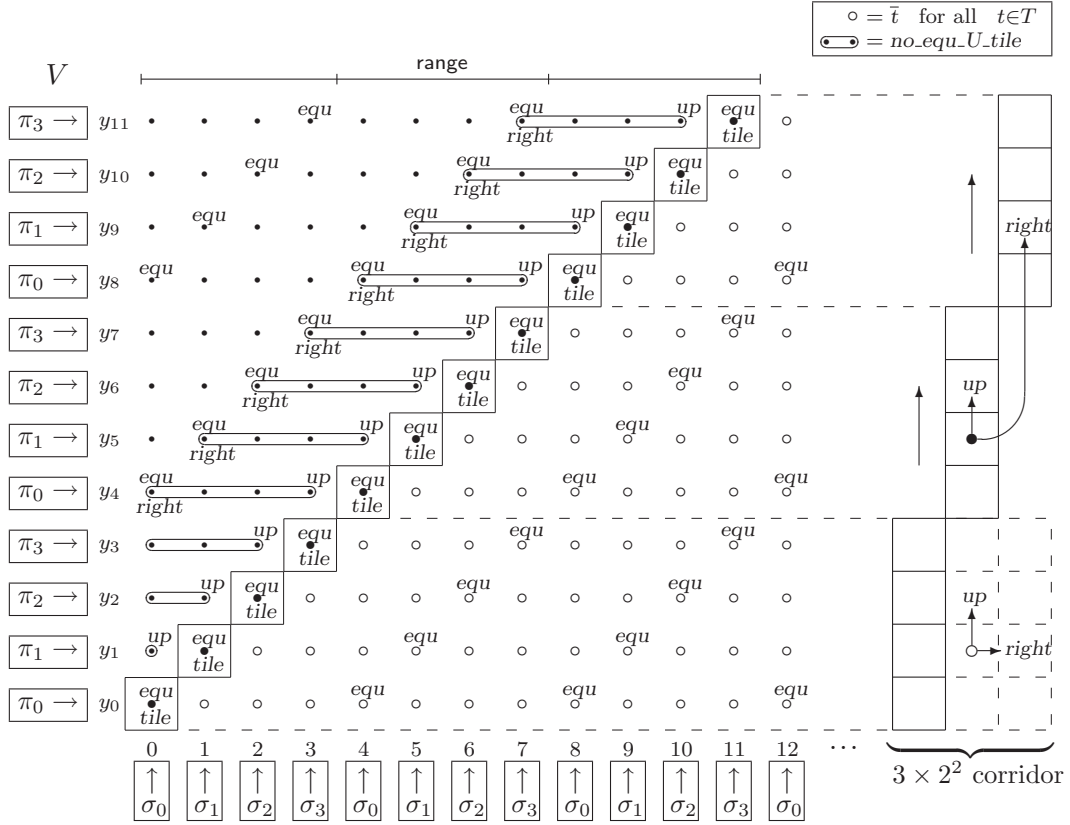 ○ = t̄ for all t∈T
= no_equ_U_tile
V
range
π₃ → y₁₁ equ equ right up equ tile
π₂ → y₁₀ equ equ right up equ tile
π₁ → y₉ equ equ right up equ tile right
π₀ → y₈ equ equ right up equ tile equ
π₃ → y₇ equ right up equ tile equ
π₂ → y₆ equ right up equ tile equ up
π₁ → y₅ equ right up equ tile equ
π₀ → y₄ equ right up equ tile equ equ
π₃ → y₃ up equ tile equ equ
π₂ → y₂ up equ tile equ equ up
π₁ → y₁ up equ tile equ equ right
π₀ → y₀ equ tile equ equ equ
0 1 2 3 4 5 6 7 8 9 10 11 12 ...
↑ ↑ ↑ ↑ ↑ ↑ ↑ ↑ ↑ ↑ ↑ ↑ ↑
σ₀ σ₁ σ₂ σ₃ σ₀ σ₁ σ₂ σ₃ σ₀ σ₁ σ₂ σ₃ σ₀
3 × 2² corridor